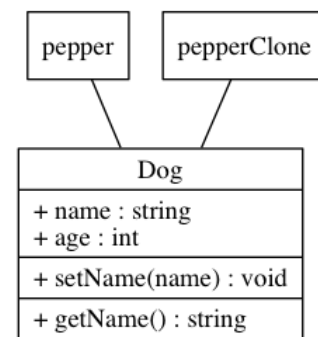 pepper
pepperClone
Dog
+ name : string
+ age : int
+ setName(name) : void
+ getName() : string